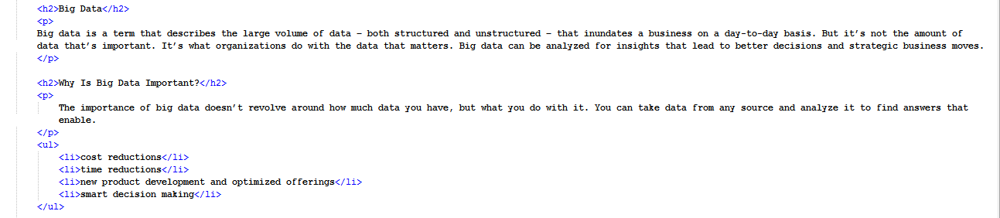 <h2>Big Data</h2>
<p>
Big data is a term that describes the large volume of data – both structured and unstructured – that inundates a business on a day-to-day basis. But it’s not the amount of
data that’s important. It’s what organizations do with the data that matters. Big data can be analyzed for insights that lead to better decisions and strategic business moves.
</p>
<h2>Why Is Big Data Important?</h2>
<p>
The importance of big data doesn’t revolve around how much data you have, but what you do with it. You can take data from any source and analyze it to find answers that
enable.
</p>
<ul>
<li>cost reductions</li>
<li>time reductions</li>
<li>new product development and optimized offerings</li>
<li>smart decision making</li>
</ul>